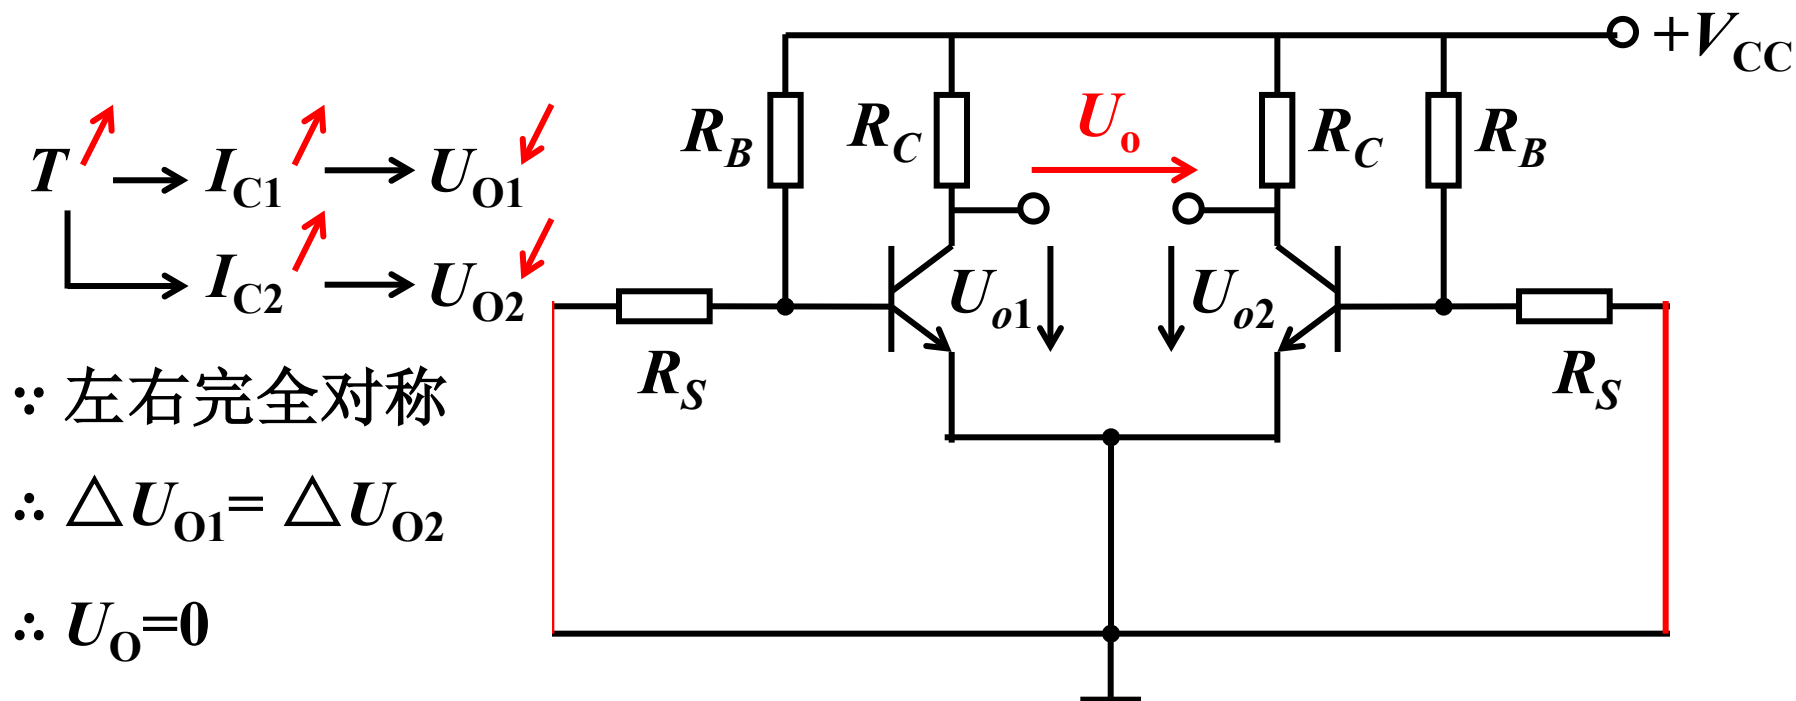 +VCC
RB RC Uo RC RB
T → IC1 → UO1
IC2 → UO2
Uo1 Uo2
RS RS
∵ 左右完全对称
∴ △UO1= △UO2
∴ UO=0